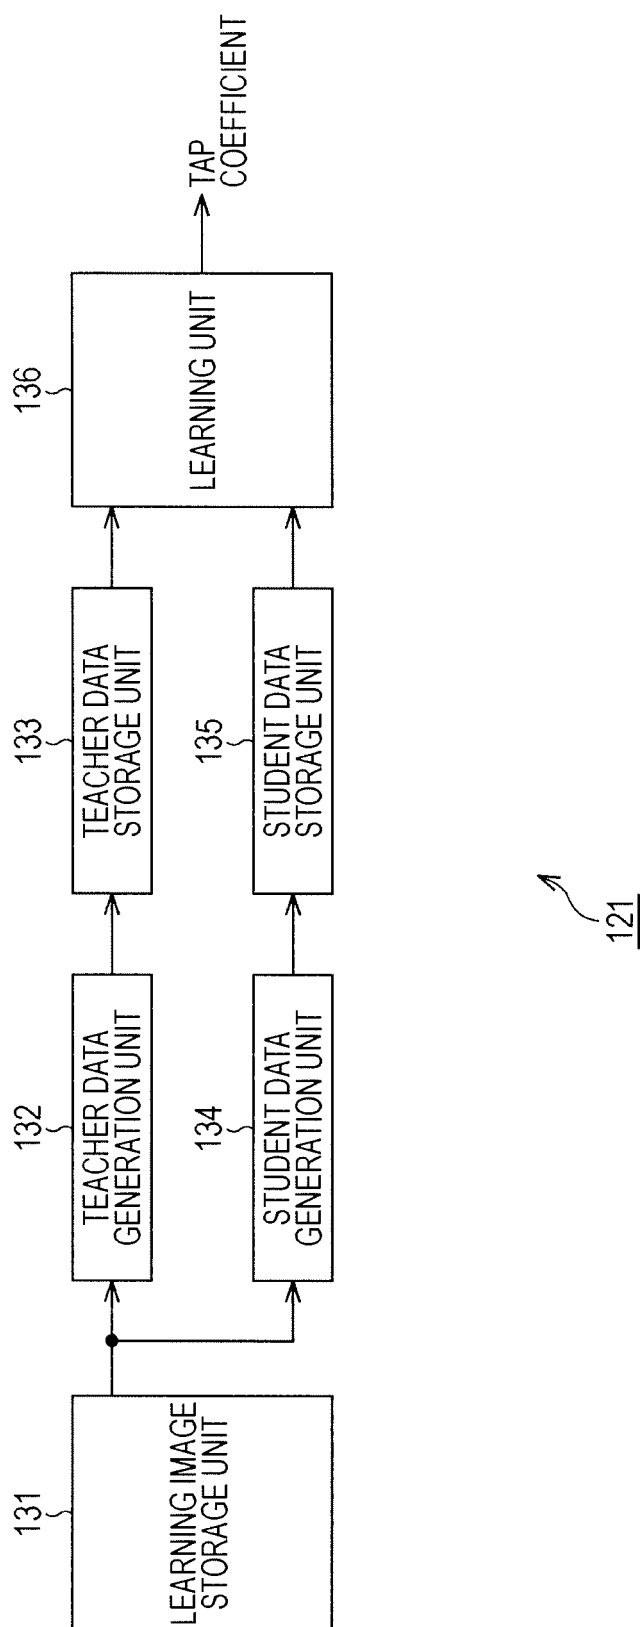 131
LEARNING IMAGE
STORAGE UNIT
132
TEACHER DATA
GENERATION UNIT
133
TEACHER DATA
STORAGE UNIT
134
STUDENT DATA
GENERATION UNIT
135
STUDENT DATA
STORAGE UNIT
136
LEARNING UNIT
TAP
COEFFICIENT
121